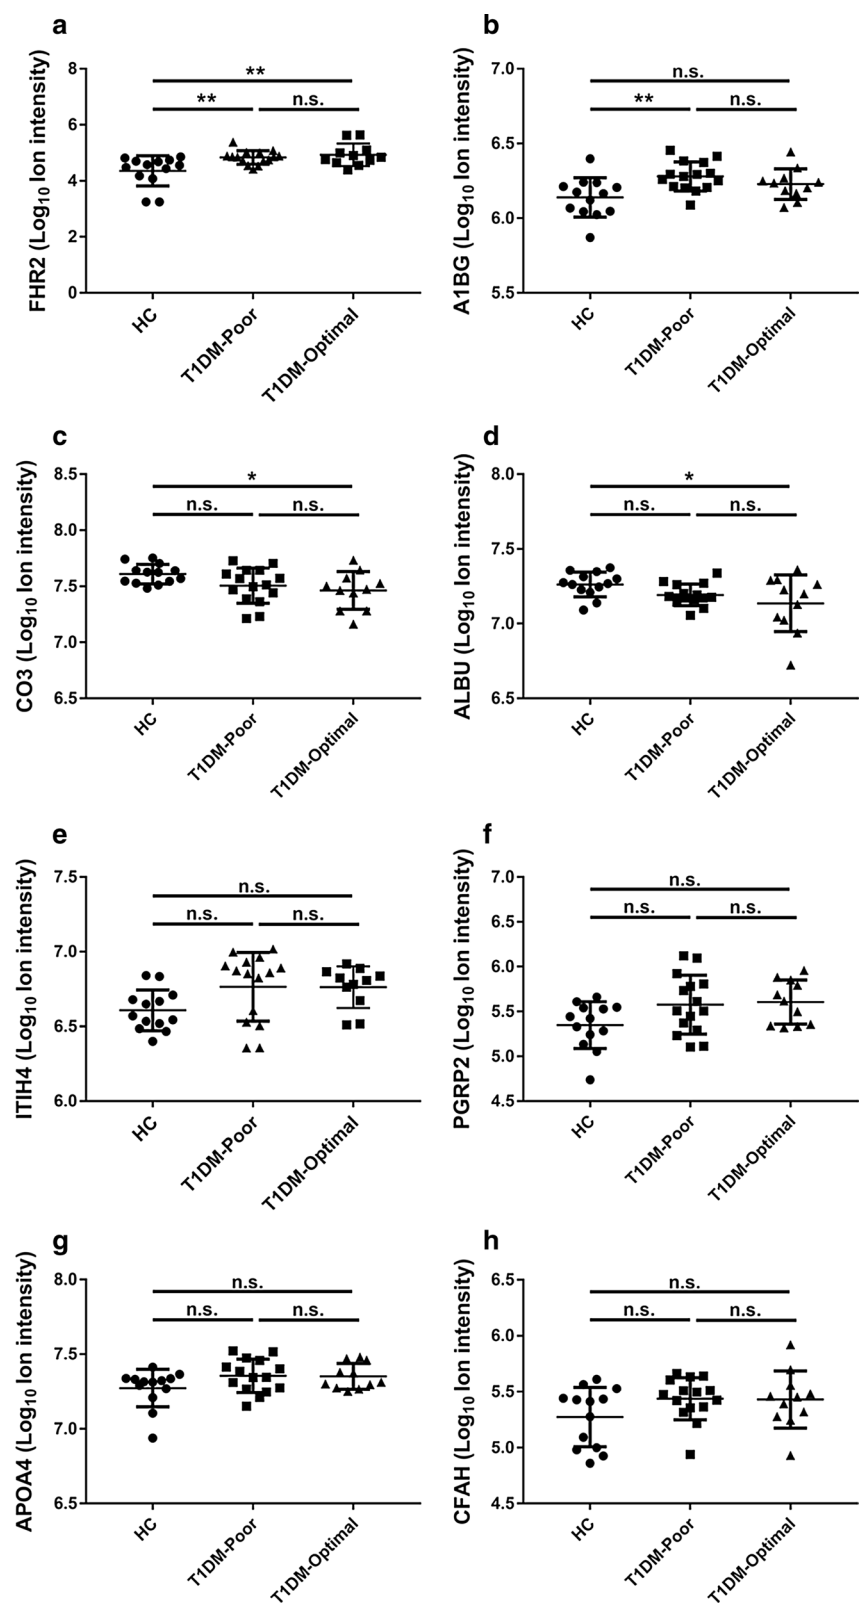 a
FHR2 (Log10 Ion intensity)
8
6
4
2
0
**
**
n.s.
HC
T1DM-Poor
T1DM-Optimal
b
A1BG (Log10 Ion intensity)
7.0
6.5
6.0
5.5
n.s.
**
n.s.
HC
T1DM-Poor
T1DM-Optimal
c
CO3 (Log10 Ion intensity)
8.5
8.0
7.5
7.0
6.5
*
n.s.
n.s.
HC
T1DM-Poor
T1DM-Optimal
d
ALBU (Log10 Ion intensity)
8.0
7.5
7.0
6.5
*
n.s.
n.s.
HC
T1DM-Poor
T1DM-Optimal
e
ITIH4 (Log10 Ion intensity)
7.5
7.0
6.5
6.0
n.s.
n.s.
n.s.
HC
T1DM-Poor
T1DM-Optimal
f
PGRP2 (Log10 Ion intensity)
7.0
6.5
6.0
5.5
5.0
4.5
n.s.
n.s.
n.s.
HC
T1DM-Poor
T1DM-Optimal
g
APOA4 (Log10 Ion intensity)
8.0
7.5
7.0
6.5
n.s.
n.s.
n.s.
HC
T1DM-Poor
T1DM-Optimal
h
CFAH (Log10 Ion intensity)
6.5
6.0
5.5
5.0
4.5
n.s.
n.s.
n.s.
HC
T1DM-Poor
T1DM-Optimal